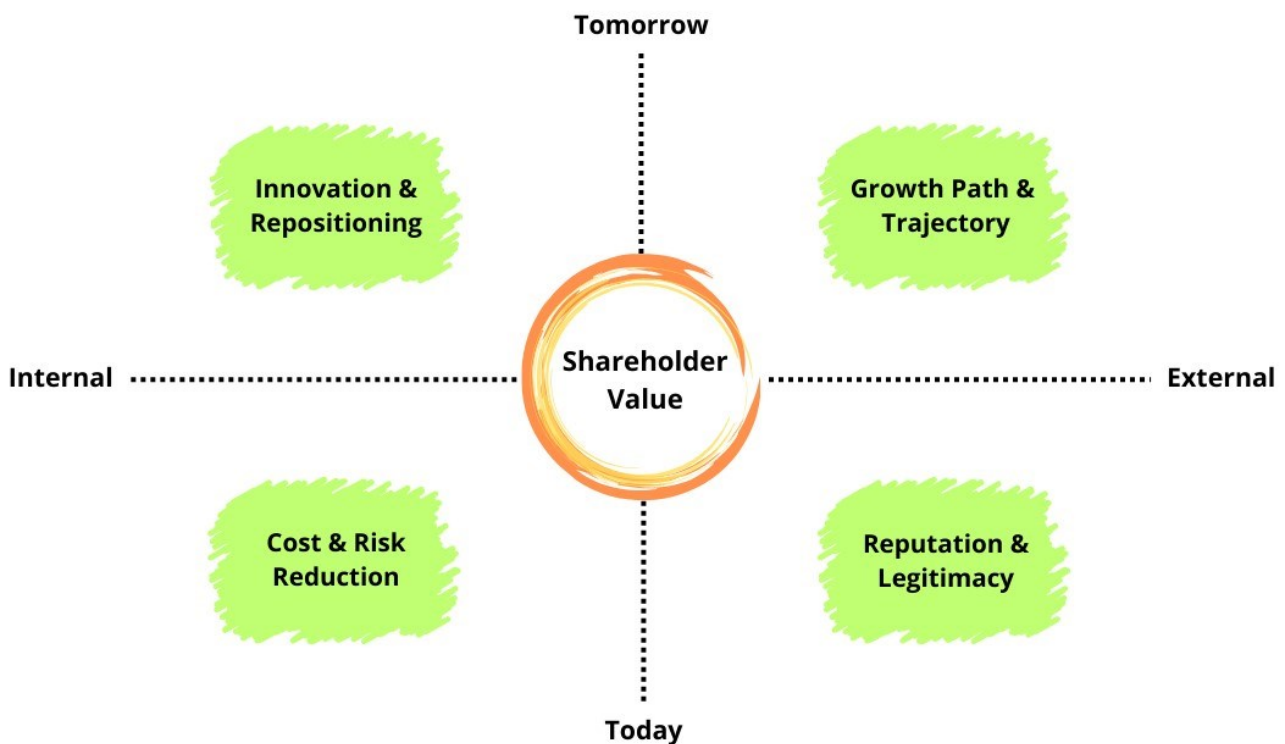 Tomorrow
Innovation &
Repositioning
Growth Path &
Trajectory
Internal
Shareholder
Value
External
Cost & Risk
Reduction
Reputation &
Legitimacy
Today